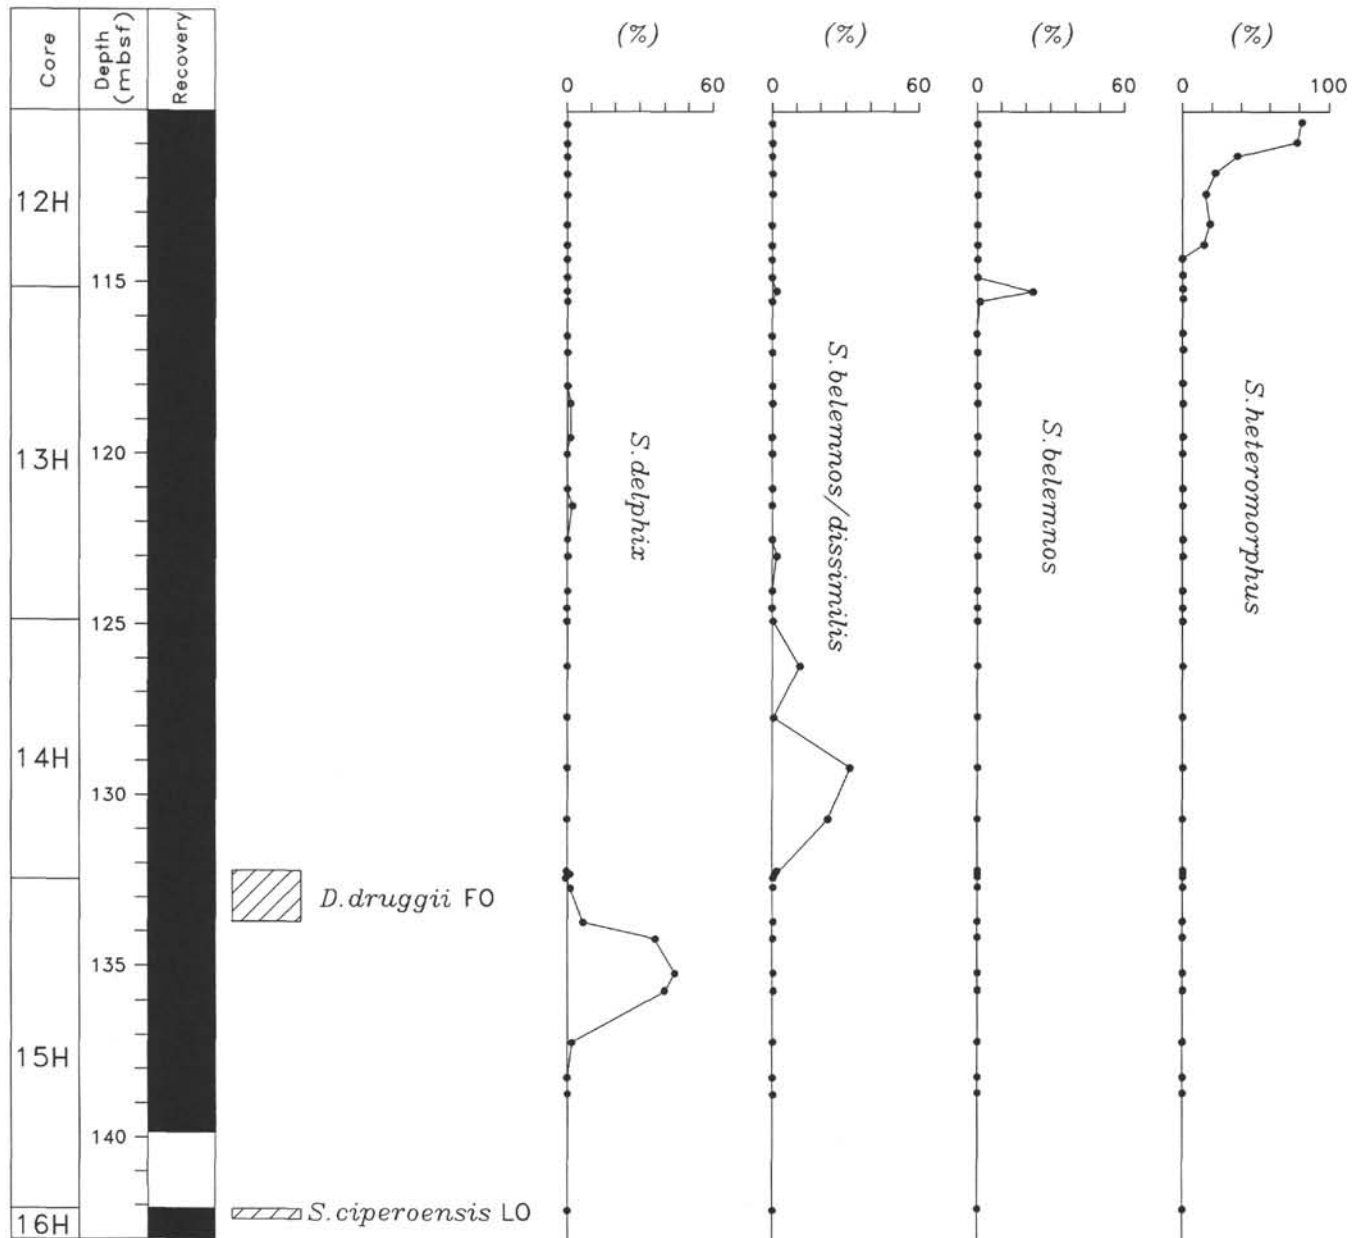 Core
Depth
(mbsf)
Recovery
(%)
(%)
(%)
(%)
0 60
0 60
0 60
0 100
12H
115
13H
120
125
14H
130
135
15H
140
16H
S.delphix
S.belemnos/dissimilis
S.belemnos
S.heteromorphus
D.druggii FO
S.ciperoensis LO